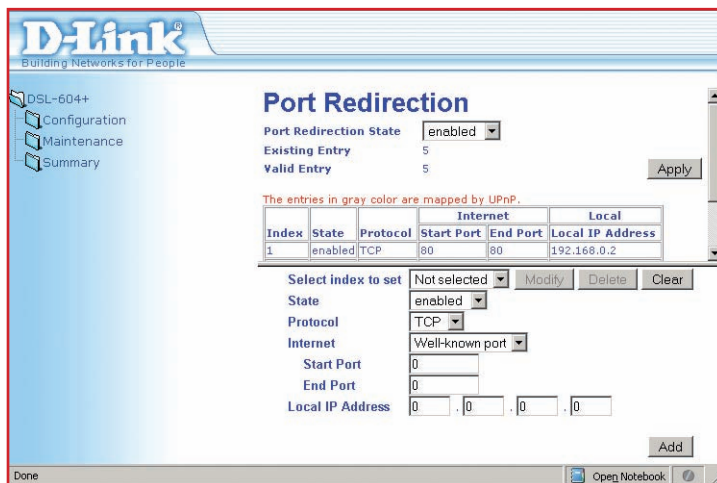 D-Link®
Building Networks for People
DSL-604+
Configuration
Maintenance
Summary
Port Redirection
Port Redirection State enabled
Existing Entry 5
Valid Entry 5
Apply
The entries in gray color are mapped by UPnP.
Internet Local
Index State Protocol Start Port End Port Local IP Address
1 enabled TCP 80 80 192.168.0.2
Select index to set Not selected Modify Delete Clear
State enabled
Protocol TCP
Internet Well-known port
Start Port 0
End Port 0
Local IP Address 0 . 0 . 0 . 0
Add
Done Open Notebook